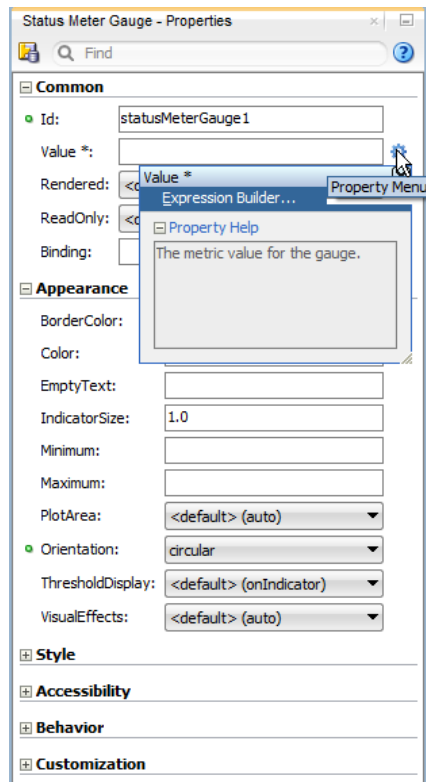 Status Meter Gauge - Properties
Find
Common
Id: statusMeterGauge1
Value *:
Value *
Rendered: <d
Expression Builder...
Property Menu
ReadOnly: <d
Property Help
Binding:
The metric value for the gauge.
Appearance
BorderColor:
Color:
EmptyText:
IndicatorSize: 1.0
Minimum:
Maximum:
PlotArea: <default> (auto)
Orientation: circular
ThresholdDisplay: <default> (onIndicator)
VisualEffects: <default> (auto)
Style
Accessibility
Behavior
Customization